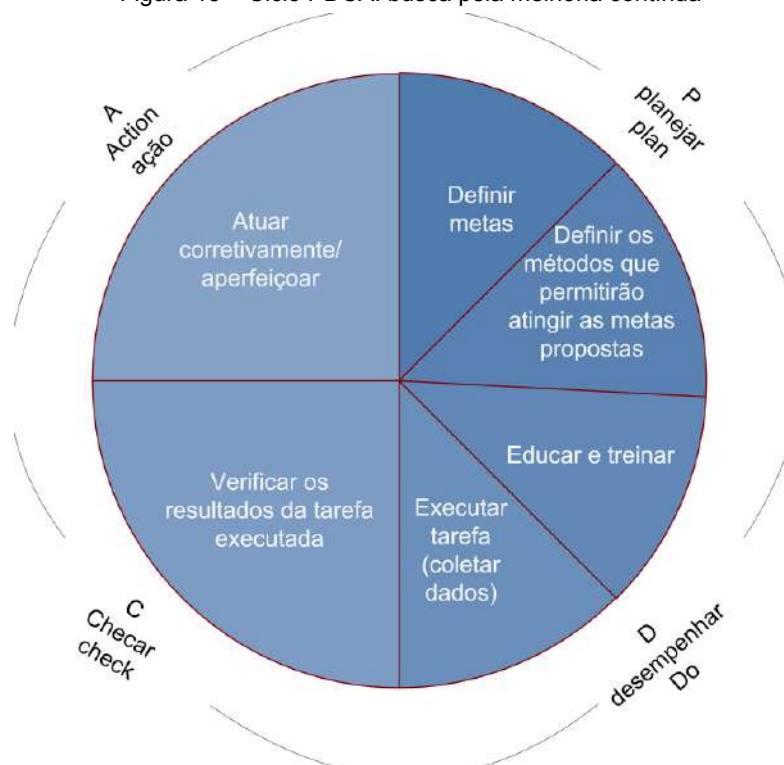 A
Action
ação
P
planejar
plan
Definir
metas
Atuar
corretivamente/
aperfeiçoar
Definir os
métodos que
permitirão
atingir as metas
propostas
Educar e treinar
Verificar os
resultados da tarefa
executada
Executar
tarefa
(coletar
dados)
C
Checar
check
D
desempenhar
Do